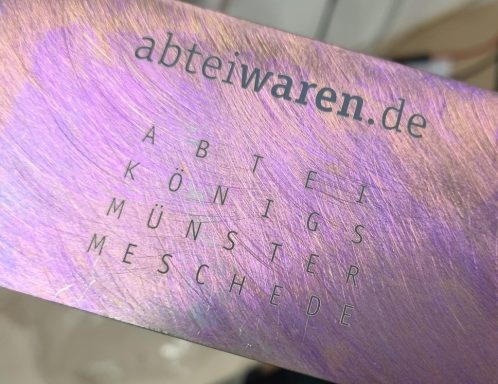 abteiwaren.de
ABTEI
KÖNIGS
MÜNSTER
MESCHEDE